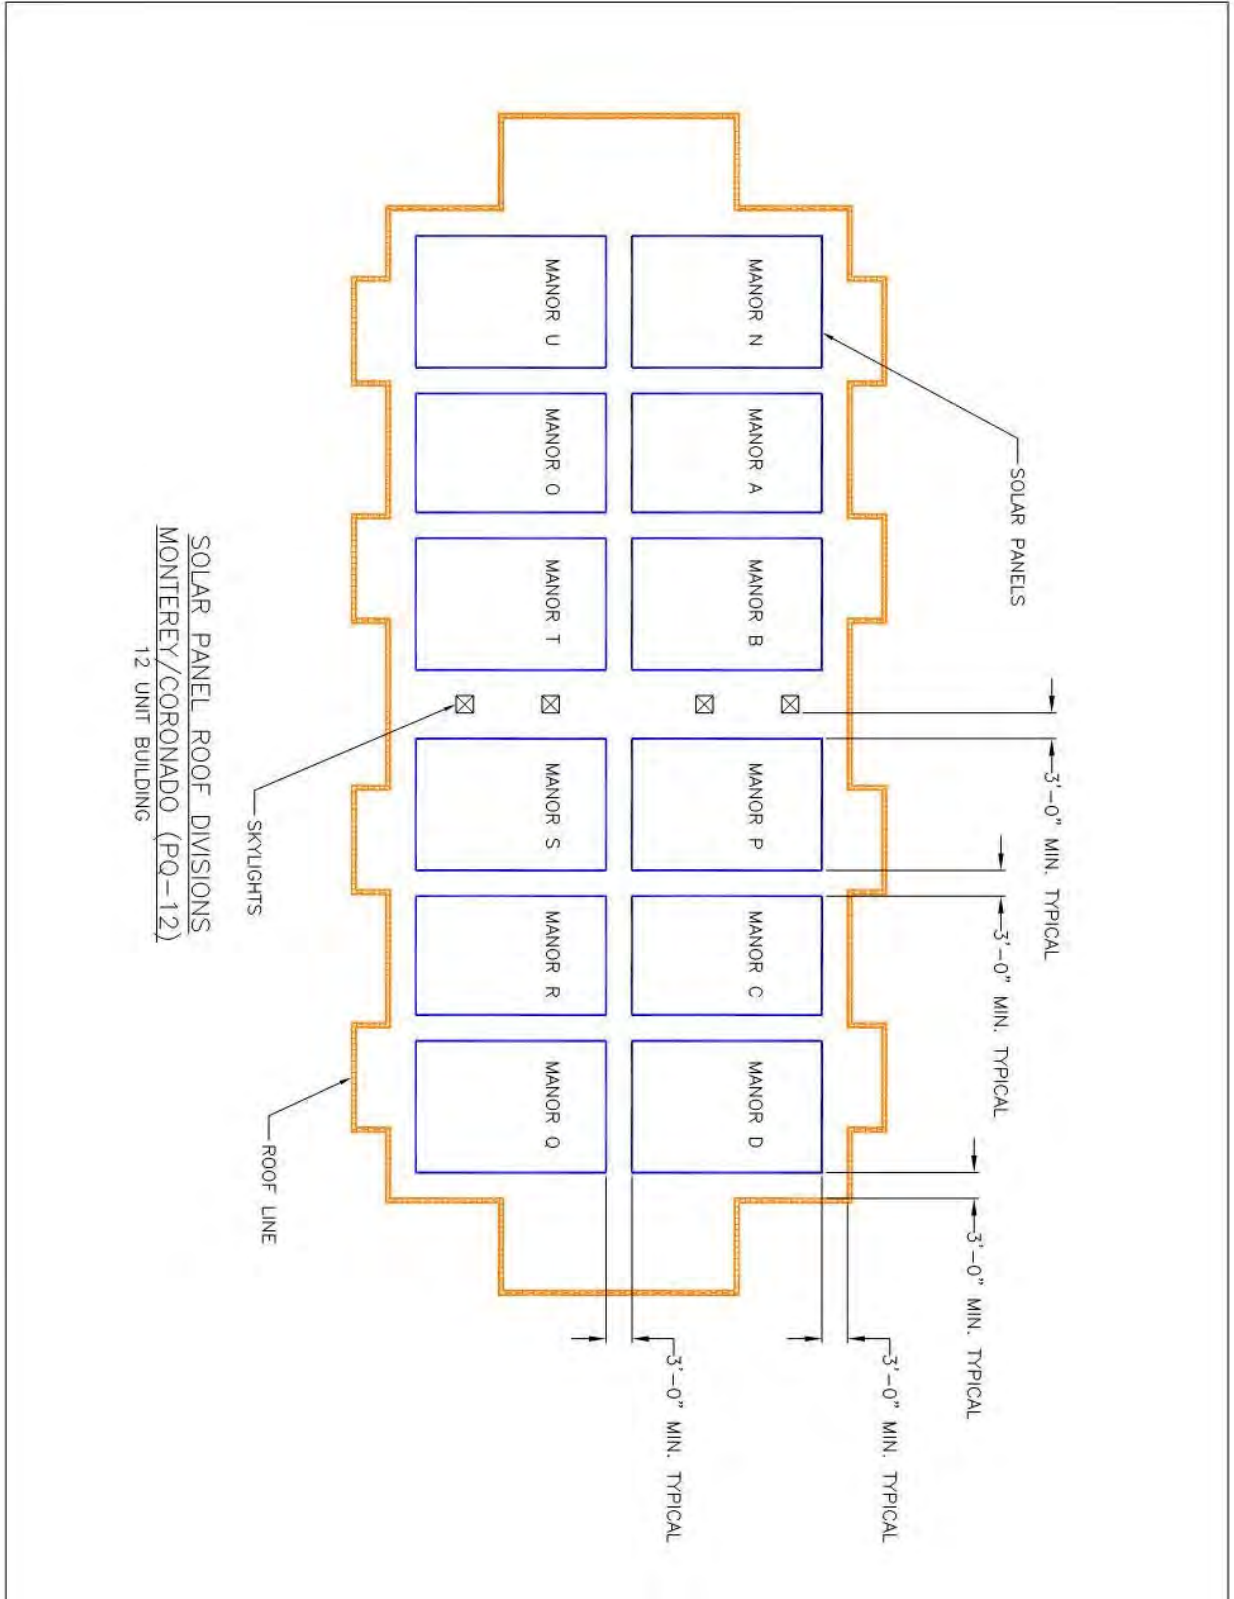 3'-0" MIN. TYPICAL
3'-0" MIN. TYPICAL
3'-0" MIN. TYPICAL
3'-0" MIN. TYPICAL
3'-0" MIN. TYPICAL
SOLAR PANELS
MANOR N
MANOR A
MANOR B
MANOR P
MANOR C
MANOR D
MANOR U
MANOR O
MANOR T
MANOR S
MANOR R
MANOR Q
SKYLIGHTS
ROOF LINE
SOLAR PANEL ROOF DIVISIONS
MONTEREY/CORONADO (PQ-12)
12 UNIT BUILDING